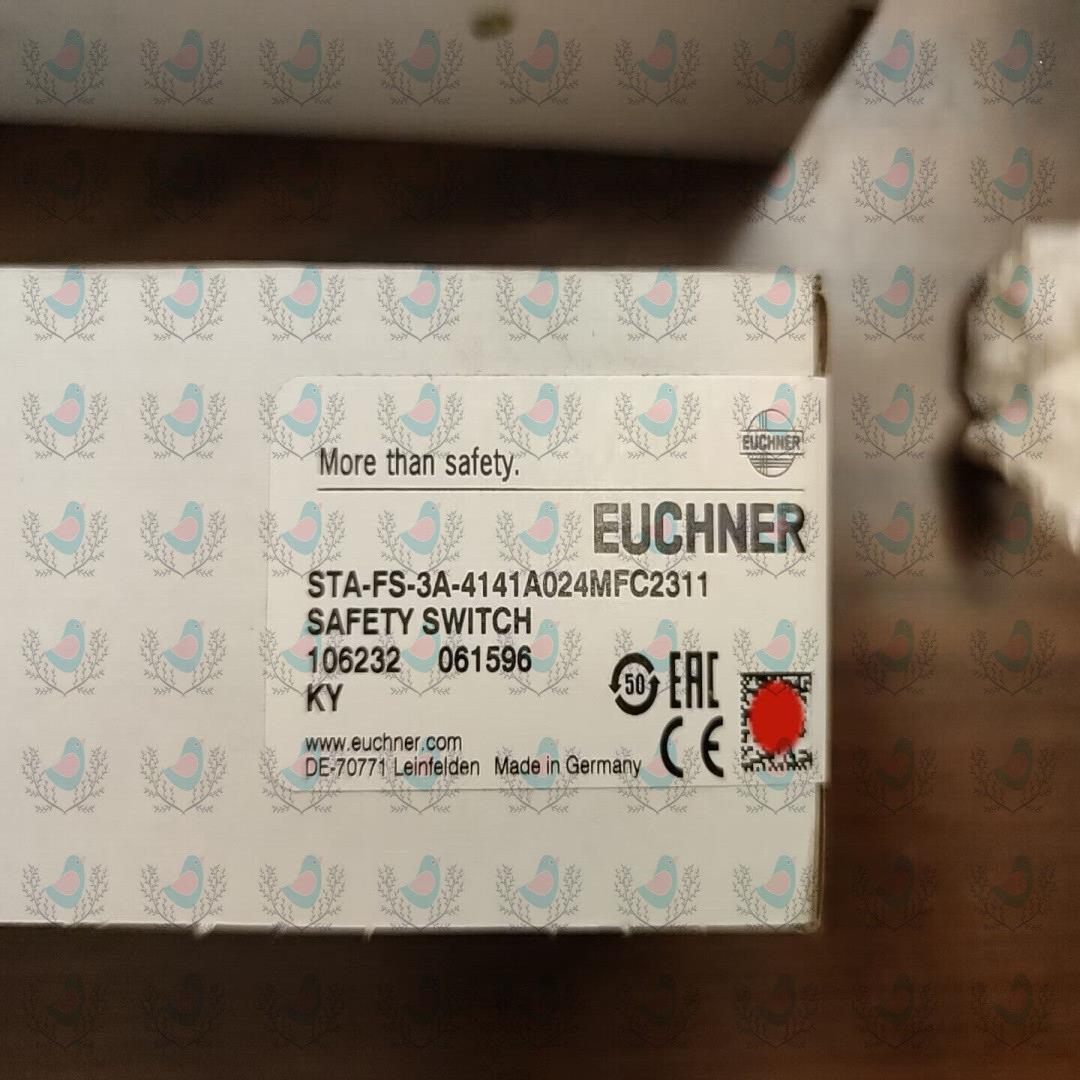 EUCHNER
More than safety.
EUCHNER
STA-FS-3A-4141A024MFC2311
SAFETY SWITCH
106232 061596
KY
50
EAC
CE
www.euchner.com
DE-70771 Leinfelden Made in Germany